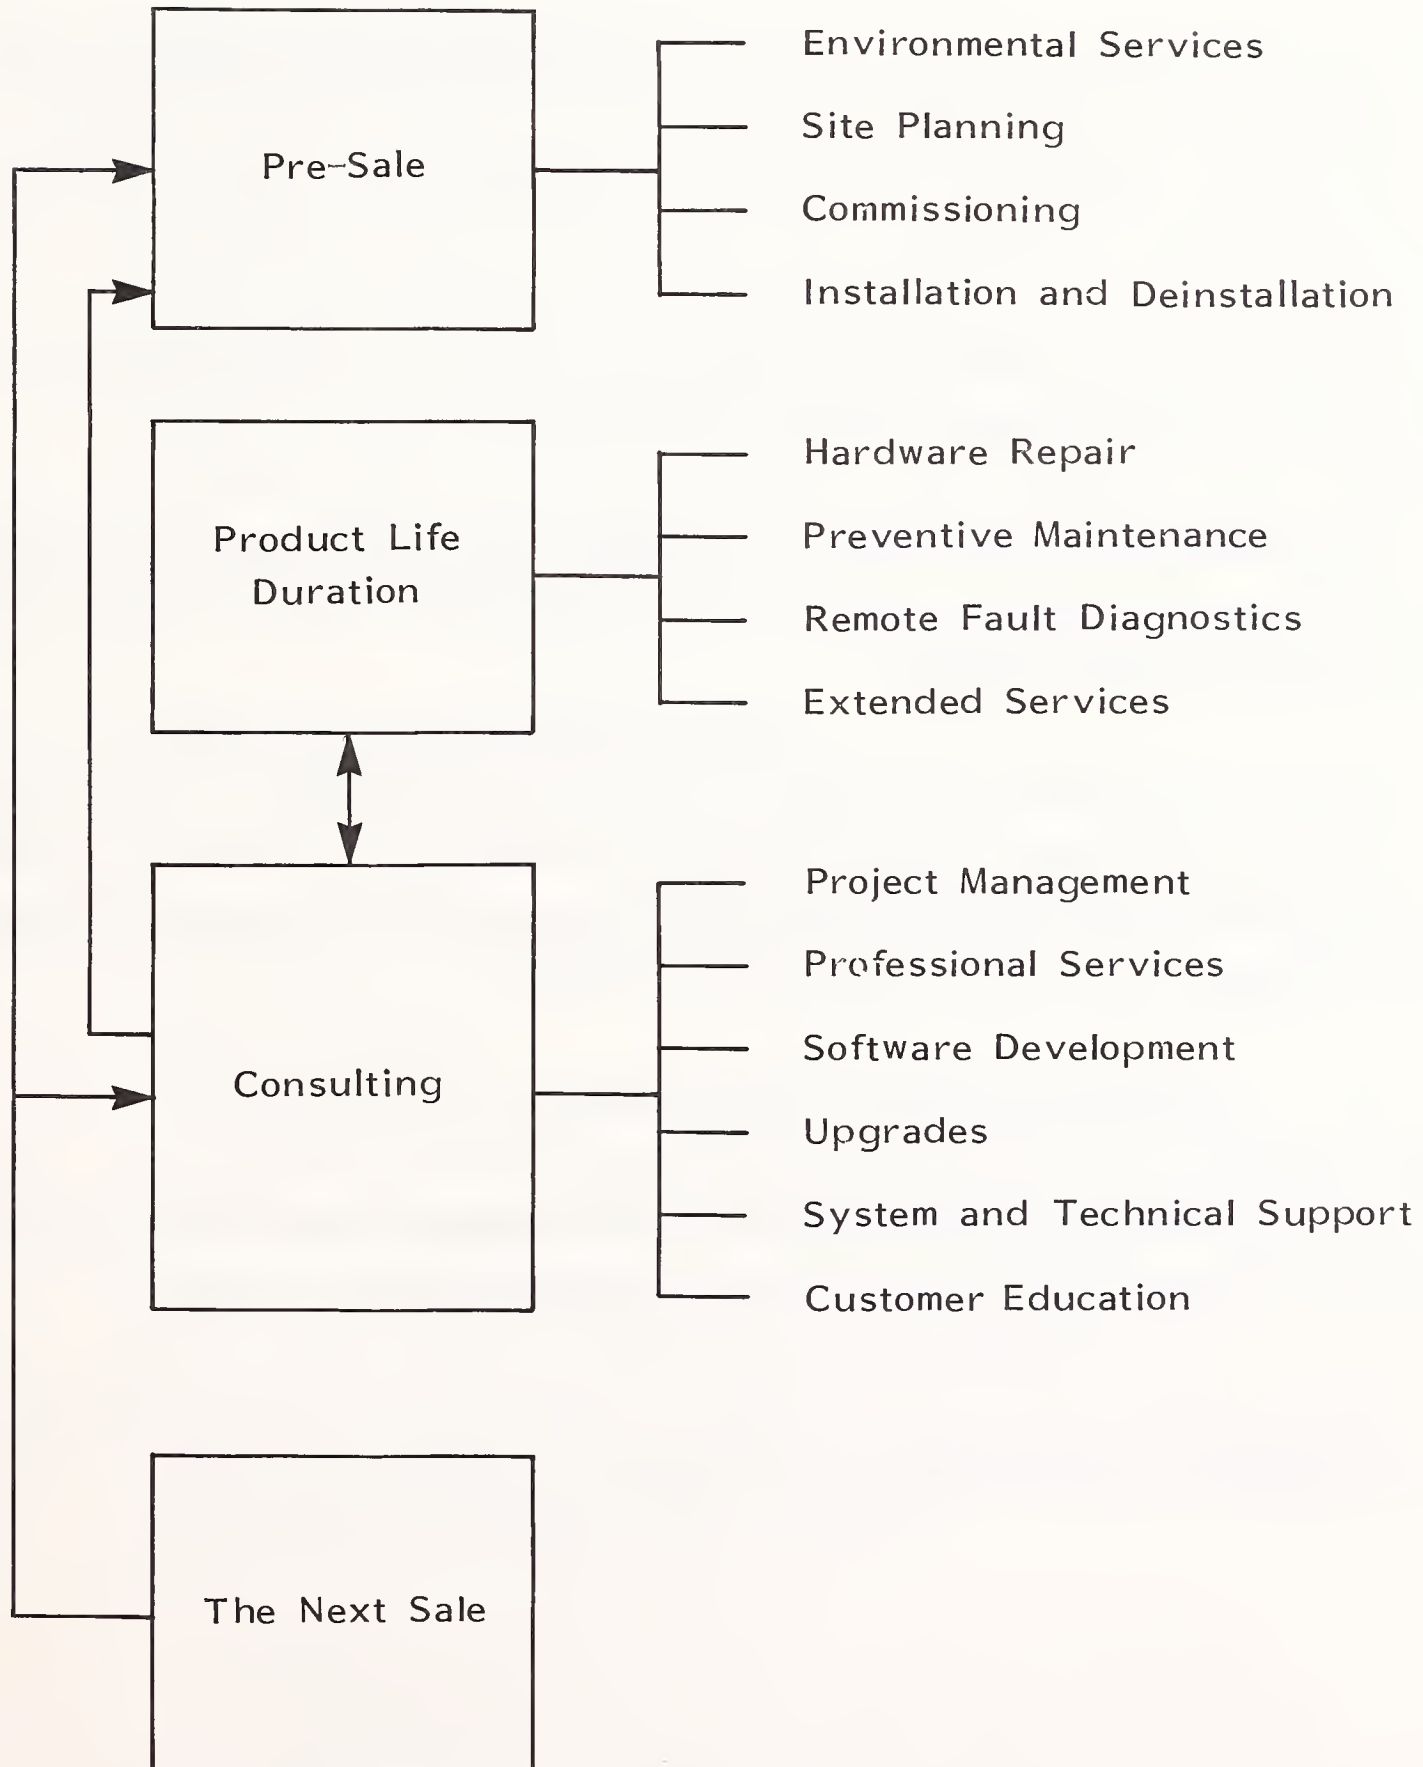 Pre-Sale
Environmental Services
Site Planning
Commissioning
Installation and Deinstallation
Product Life
Duration
Hardware Repair
Preventive Maintenance
Remote Fault Diagnostics
Extended Services
Consulting
Project Management
Professional Services
Software Development
Upgrades
System and Technical Support
Customer Education
The Next Sale